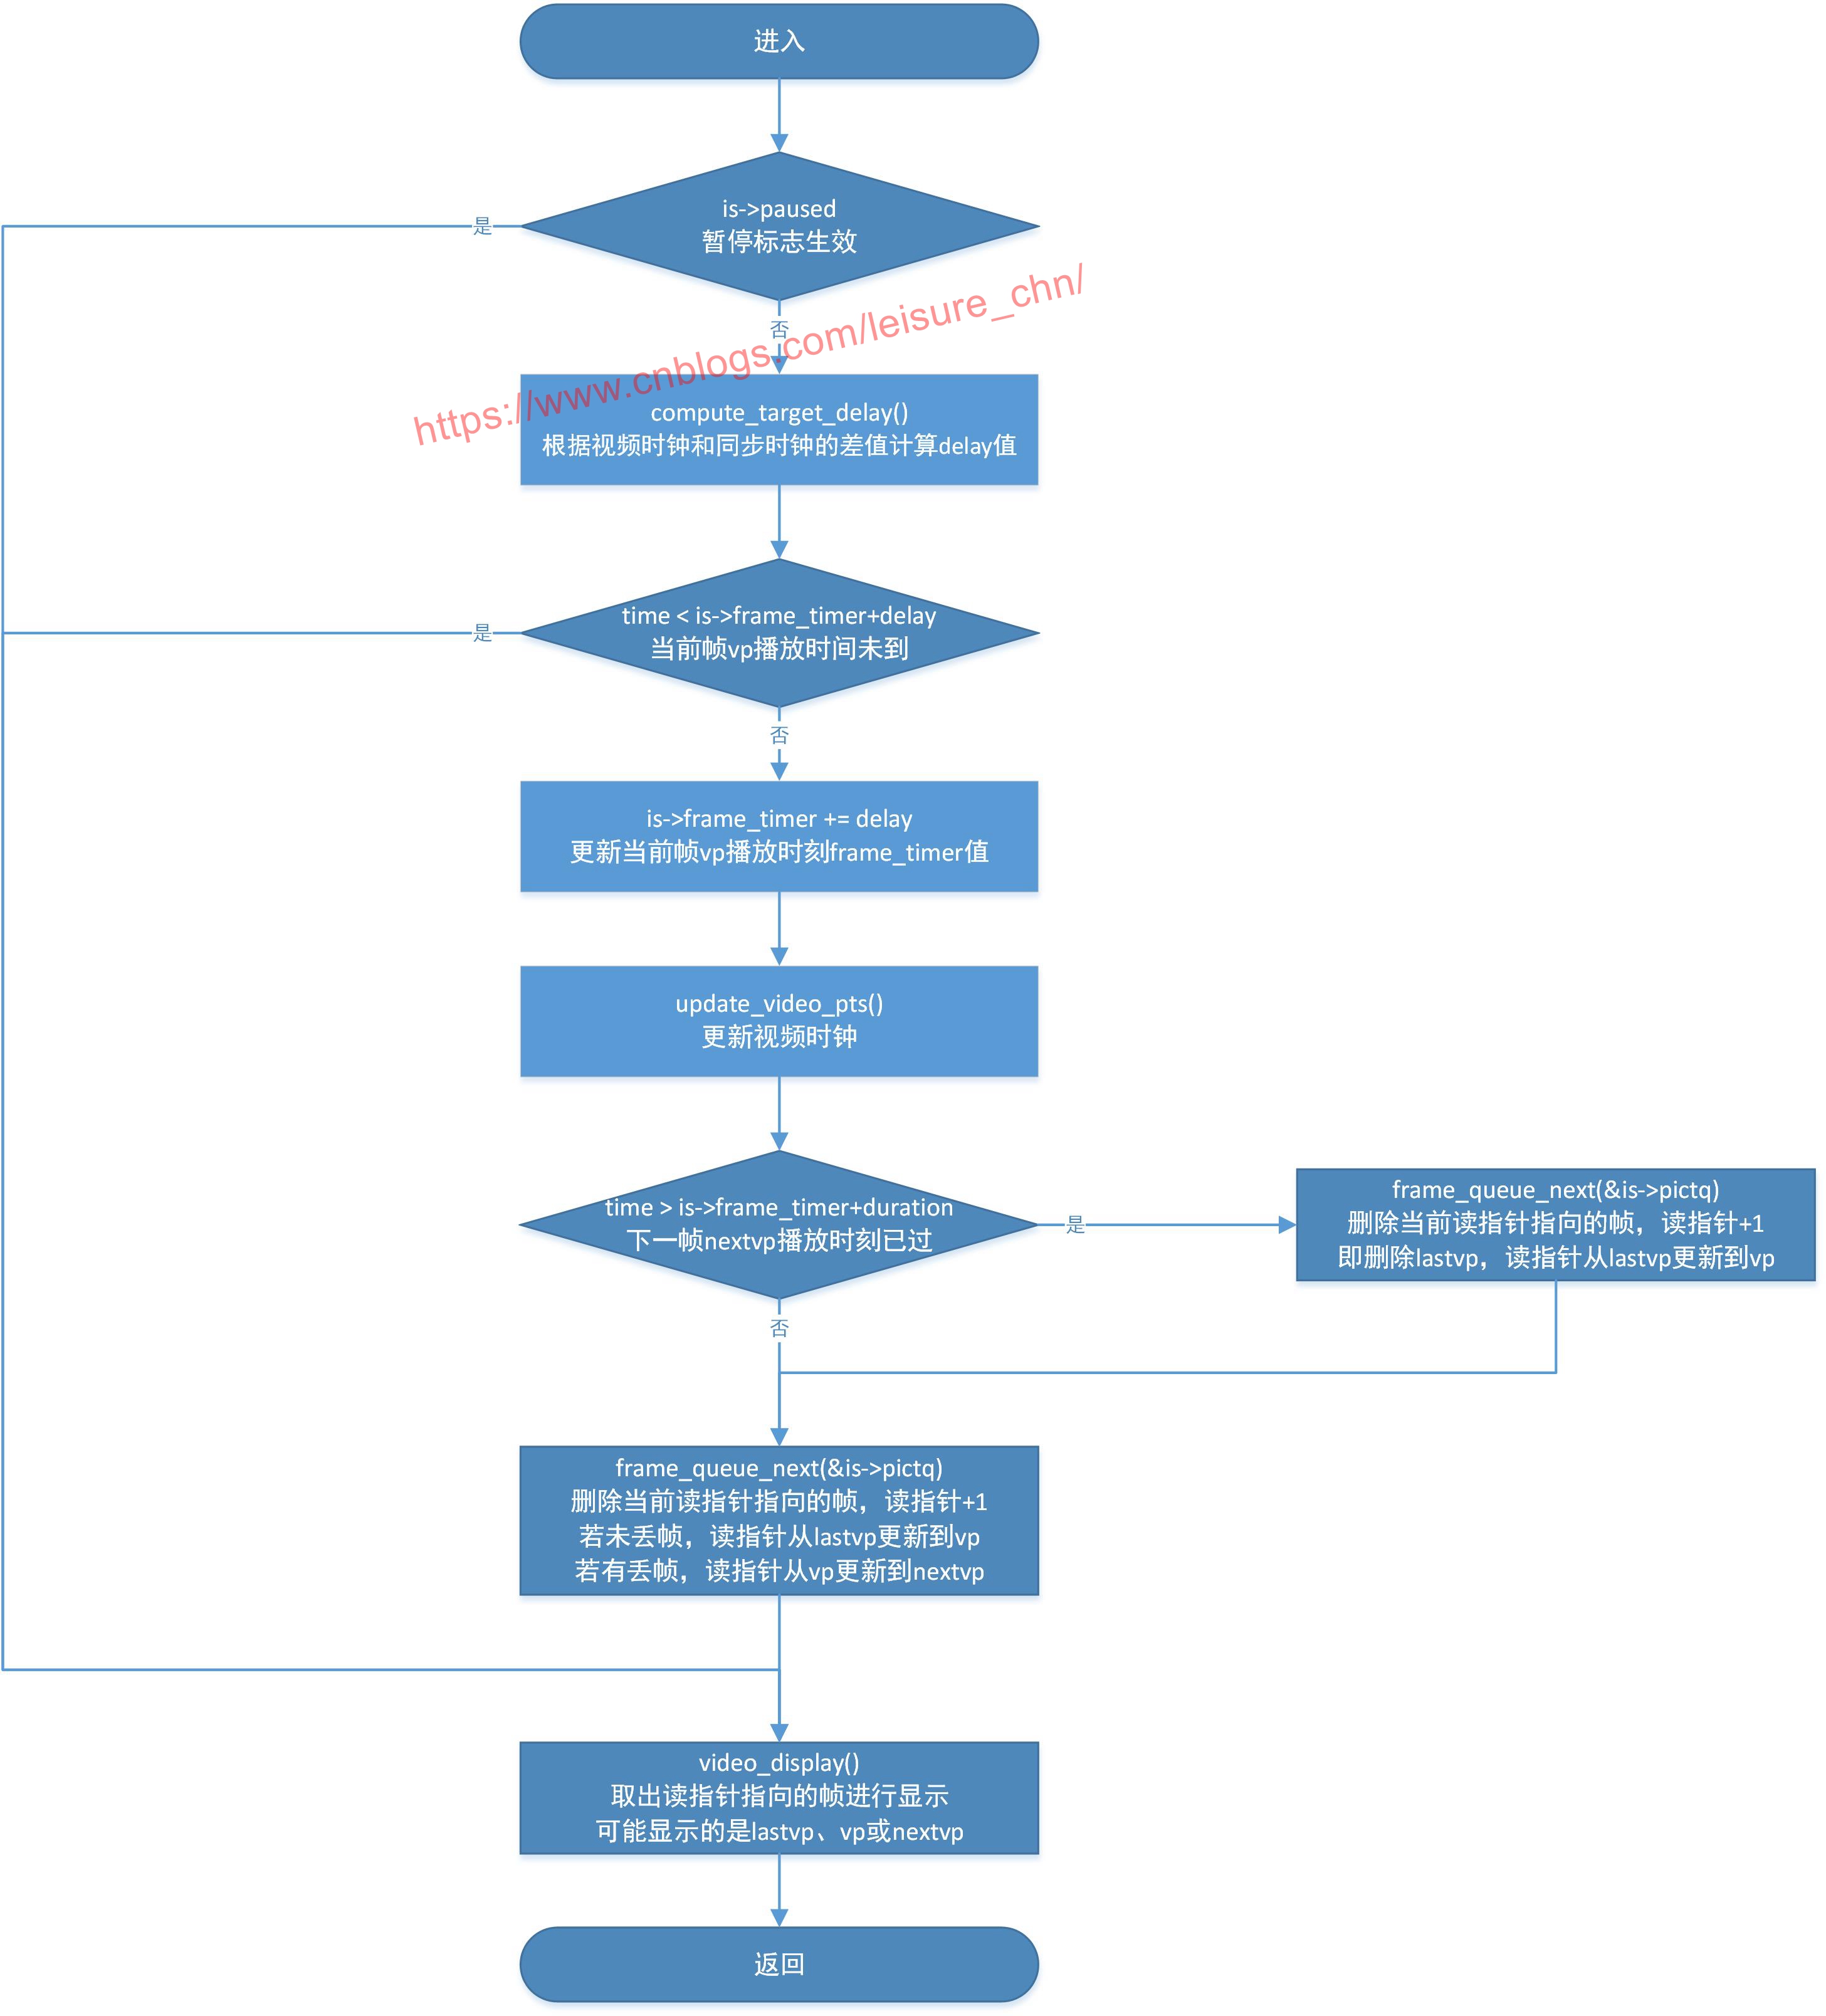 进入
is->paused
暂停标志生效
是
否
https://www.cnblogs.com/leisure_chn/
compute_target_delay()
根据视频时钟和同步时钟的差值计算delay值
time < is->frame_timer+delay
当前帧vp播放时间未到
是
否
is->frame_timer += delay
更新当前帧vp播放时刻frame_timer值
update_video_pts()
更新视频时钟
time > is->frame_timer+duration
下一帧nextvp播放时刻已过
是
frame_queue_next(&is->pictq)
删除当前读指针指向的帧，读指针+1
即删除lastvp，读指针从lastvp更新到vp
否
frame_queue_next(&is->pictq)
删除当前读指针指向的帧，读指针+1
若未丢帧，读指针从lastvp更新到vp
若有丢帧，读指针从vp更新到nextvp
video_display()
取出读指针指向的帧进行显示
可能显示的是lastvp、vp或nextvp
返回